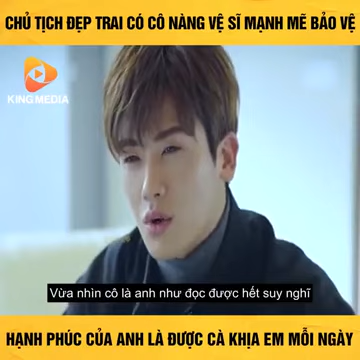 CHỦ TỊCH ĐẸP TRAI CÓ CÔ NÀNG VỆ SĨ MẠNH MẼ BẢO VỆ
KING MEDIA
Vừa nhìn cô là anh như đọc được hết suy nghĩ
HẠNH PHÚC CỦA ANH LÀ ĐƯỢC CÀ KHỊA EM MỖI NGÀY